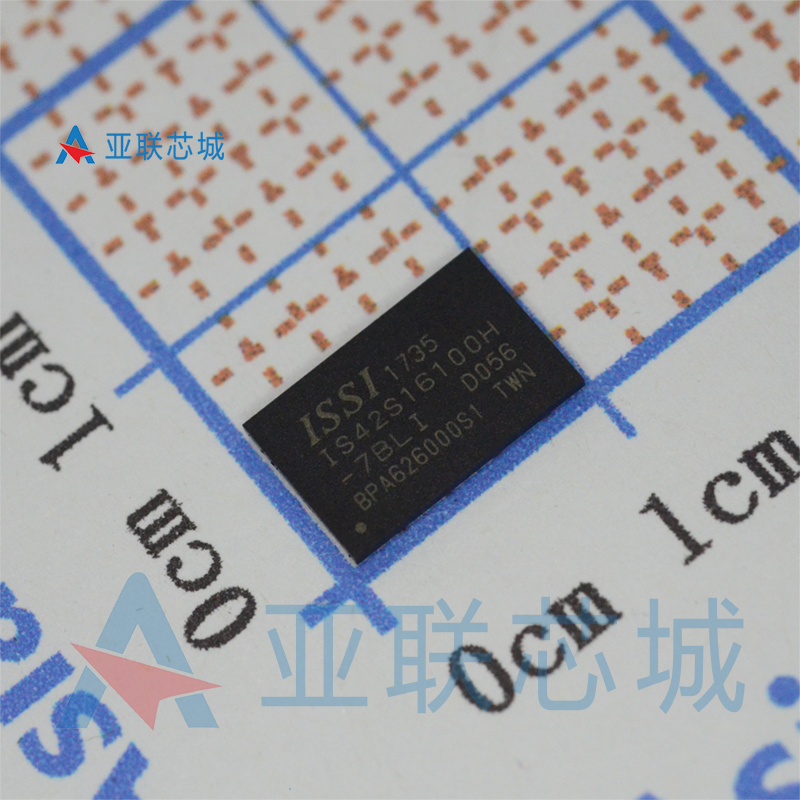 亚联芯城
ISSI 1735
IS42S16100H
-7BLI D056
BPA626000S1 TWN
1cm
0cm
0cm
1cm
亚联芯城